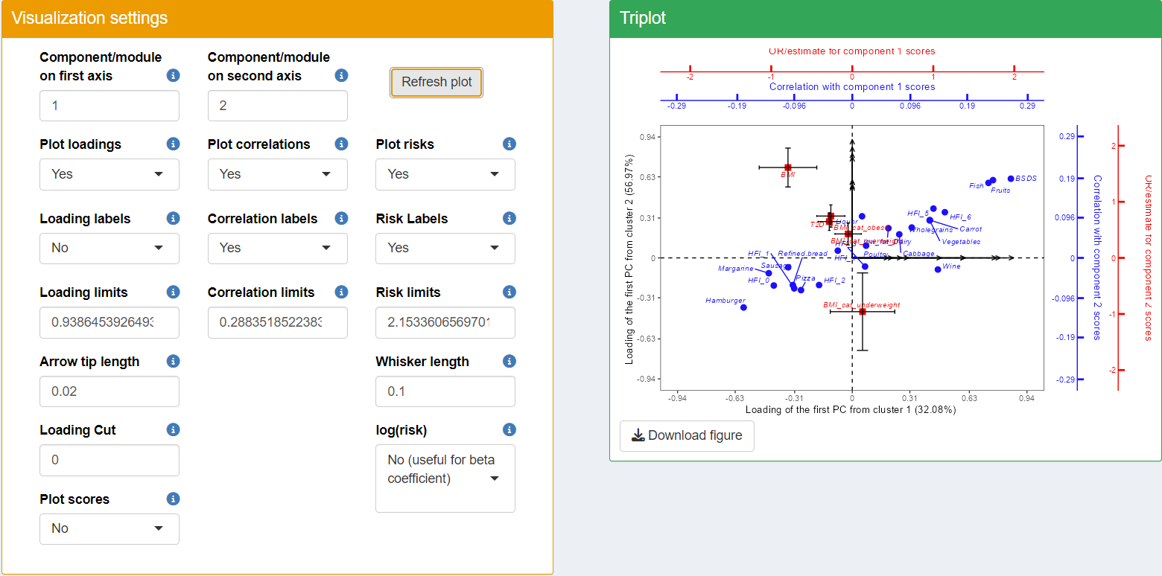 Visualization settings
Component/module on first axis
1
Component/module on second axis
2
Refresh plot
Plot loadings
Yes
Plot correlations
Yes
Plot risks
Yes
Loading labels
No
Correlation labels
Yes
Risk Labels
Yes
Loading limits
0.938645392649
Correlation limits
0.288351852238
Risk limits
2.1533606569701
Arrow tip length
0.02
Whisker length
0.1
Loading Cut
0
log(risk)
No (useful for beta
coefficient)
Plot scores
No
Triplot
OR/estimate for component 1 scores
-2 -1 0 1 2
Correlation with component 1 scores
-0.29 -0.19 -0.096 0 0.096 0.19 0.29
Loading of the first PC from cluster 2 (56.97%)
0.94
0.63
0.31
0
-0.31
-0.63
-0.94
BMI
T2D
BMI_cat_obese
BMI_cat_overweight
BMI_cat_underweight
Fish
Fruits
BSDS
HFI_5
HFI_6
Wholegrains
Carrot
Vegetables
Dairy
Cabbage
Poultry
Wine
HFI_1
Refined.bread
Margarine
HFI_0
Pizza
HFI_2
Hamburger
-0.94 -0.63 -0.31 0 0.31 0.63 0.94
Loading of the first PC from cluster 1 (32.08%)
0.29
0.19
0.096
0
-0.096
-0.19
-0.29
Correlation with component 2 scores
2
1
0
-1
-2
OR/estimate for component 2 scores
Download figure